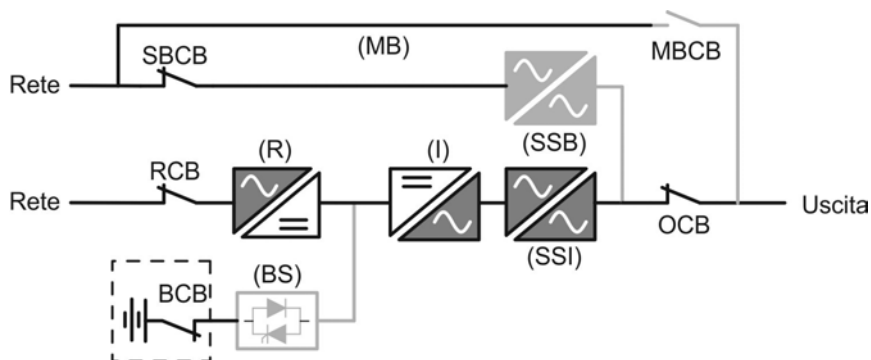 (MB)
MBCB
SBCB
Rete
(SSB)
(R)
(I)
RCB
Rete
Uscita
OCB
(SSI)
(BS)
BCB